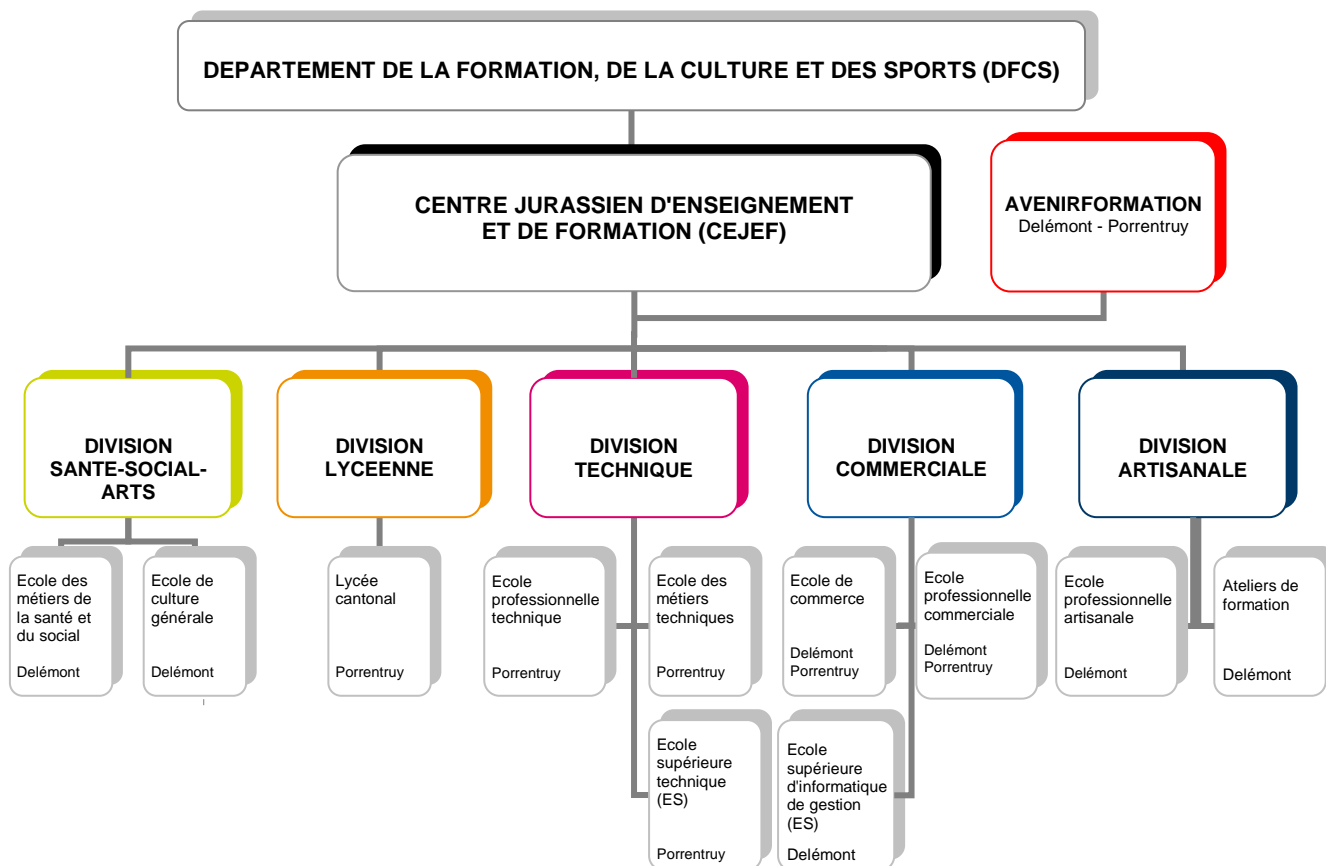 DEPARTEMENT DE LA FORMATION, DE LA CULTURE ET DES SPORTS (DFCS)
CENTRE JURASSIEN D'ENSEIGNEMENT
ET DE FORMATION (CEJEF)
AVENIRFORMATION
Delémont - Porrentruy
DIVISION
SANTE-SOCIAL-
ARTS
DIVISION
LYCEENNE
DIVISION
TECHNIQUE
DIVISION
COMMERCIALE
DIVISION
ARTISANALE
Ecole des
métiers de
la santé et
du social
Delémont
Ecole de
culture
générale
Delémont
Lycée
cantonal
Porrentruy
Ecole
professionnelle
technique
Porrentruy
Ecole des
métiers
techniques
Porrentruy
Ecole de
commerce
Delémont
Porrentruy
Ecole
professionnelle
commerciale
Delémont
Porrentruy
Ecole
professionnelle
artisanale
Delémont
Ateliers de
formation
Delémont
Ecole
supérieure
technique
(ES)
Porrentruy
Ecole
supérieure
d'informatique
de gestion
(ES)
Delémont